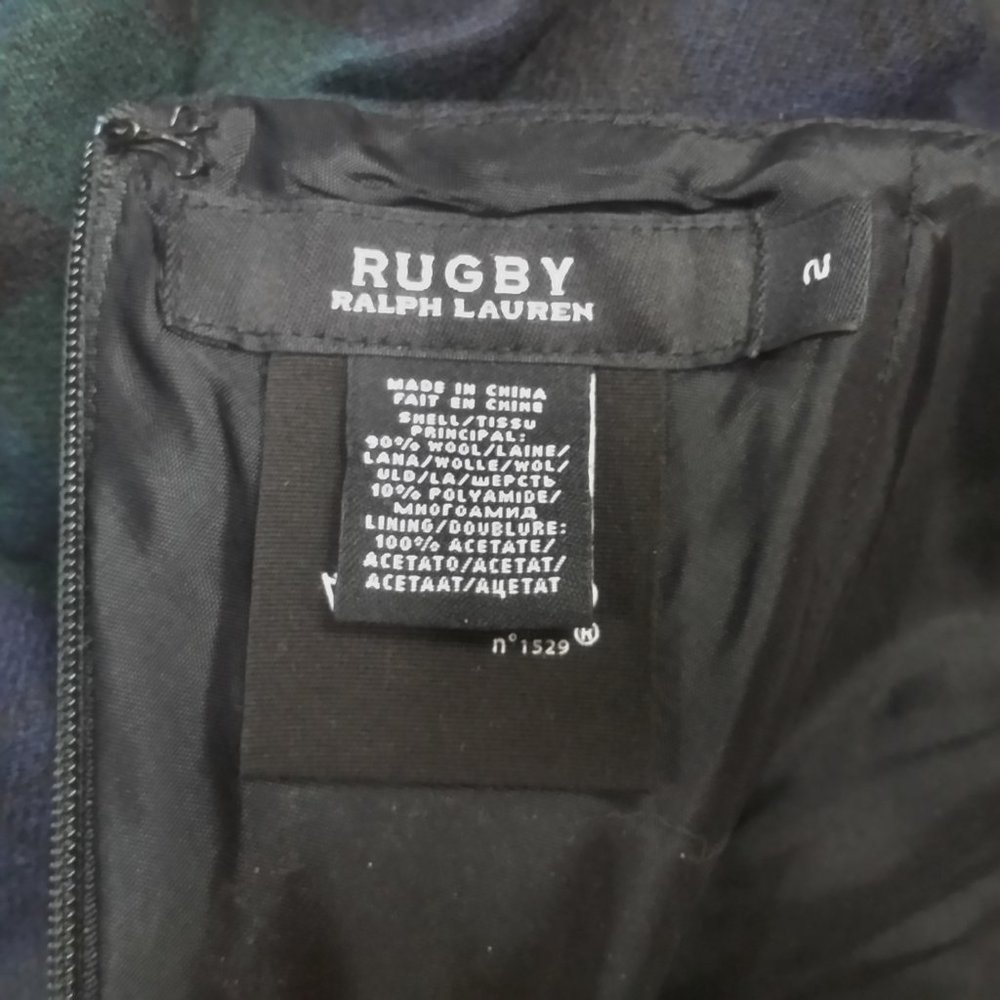 RUGBY
RALPH LAUREN
2
MADE IN CHINA
FAIT EN CHINE
SHELL/TISSU
PRINCIPAL:
90% WOOL/LAINE/
LANA/WOLLE/WOL/
ULD/LA/ШЕРСТЬ
10% POLYAMIDE/
МНОГОАМИД
LINING/DOUBLURE:
100% ACETATE/
ACETATO/ACETAT/
ACETAAT/АЦЕТАТ
®
n°1529